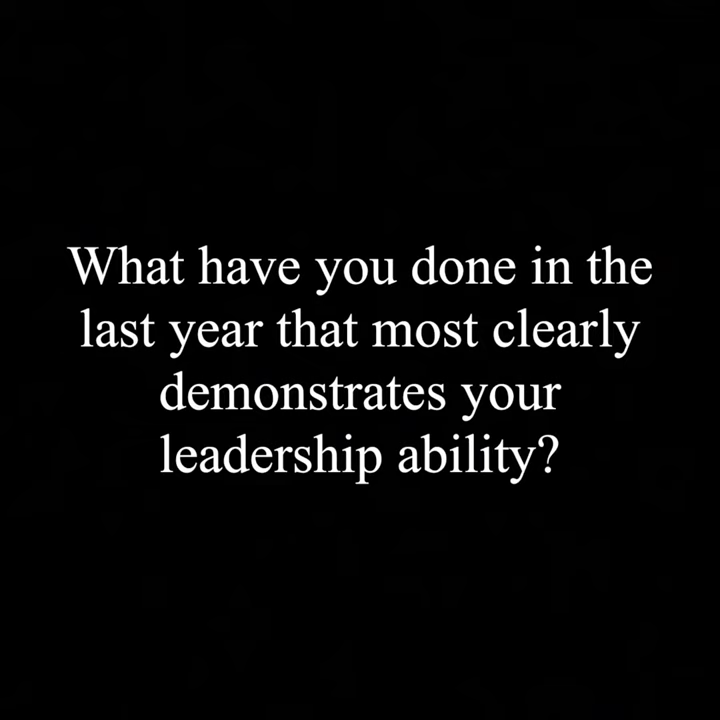 What have you done in the
last year that most clearly
demonstrates your
leadership ability?